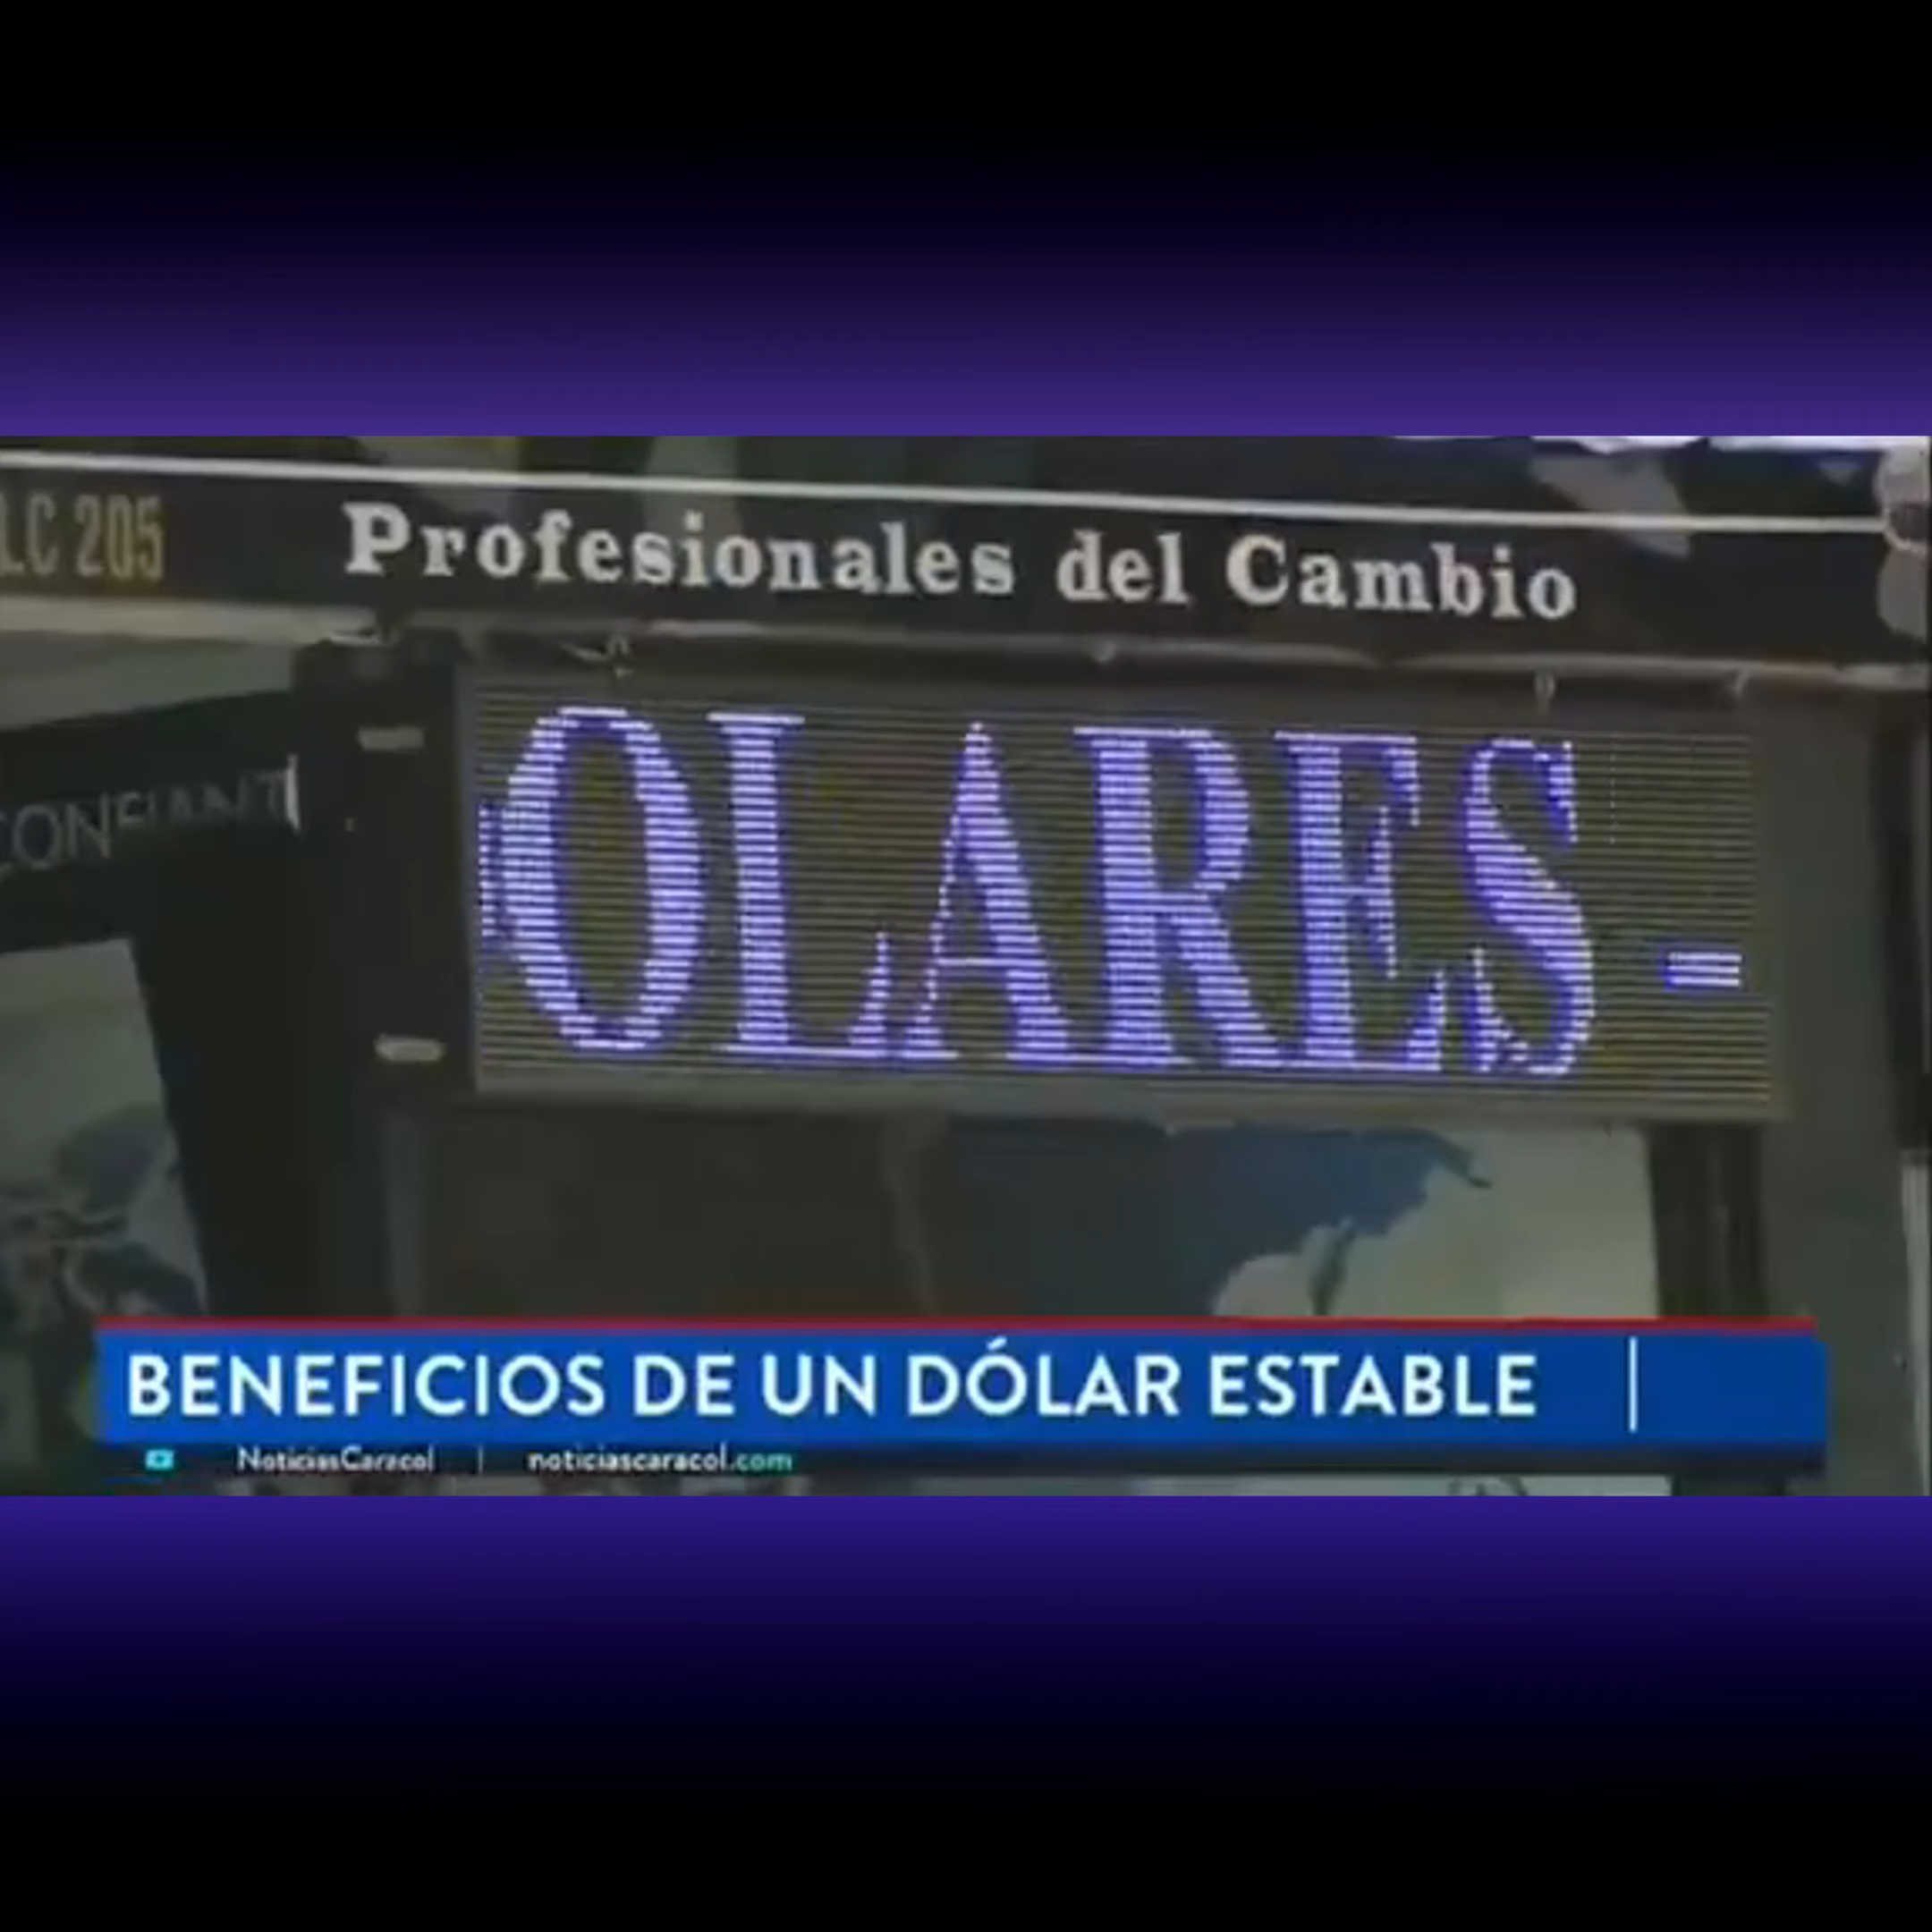 LC 205
Profesionales del Cambio
OLARES -
BENEFICIOS DE UN DÓLAR ESTABLE
NoticiasCaracol | noticiascaracol.com